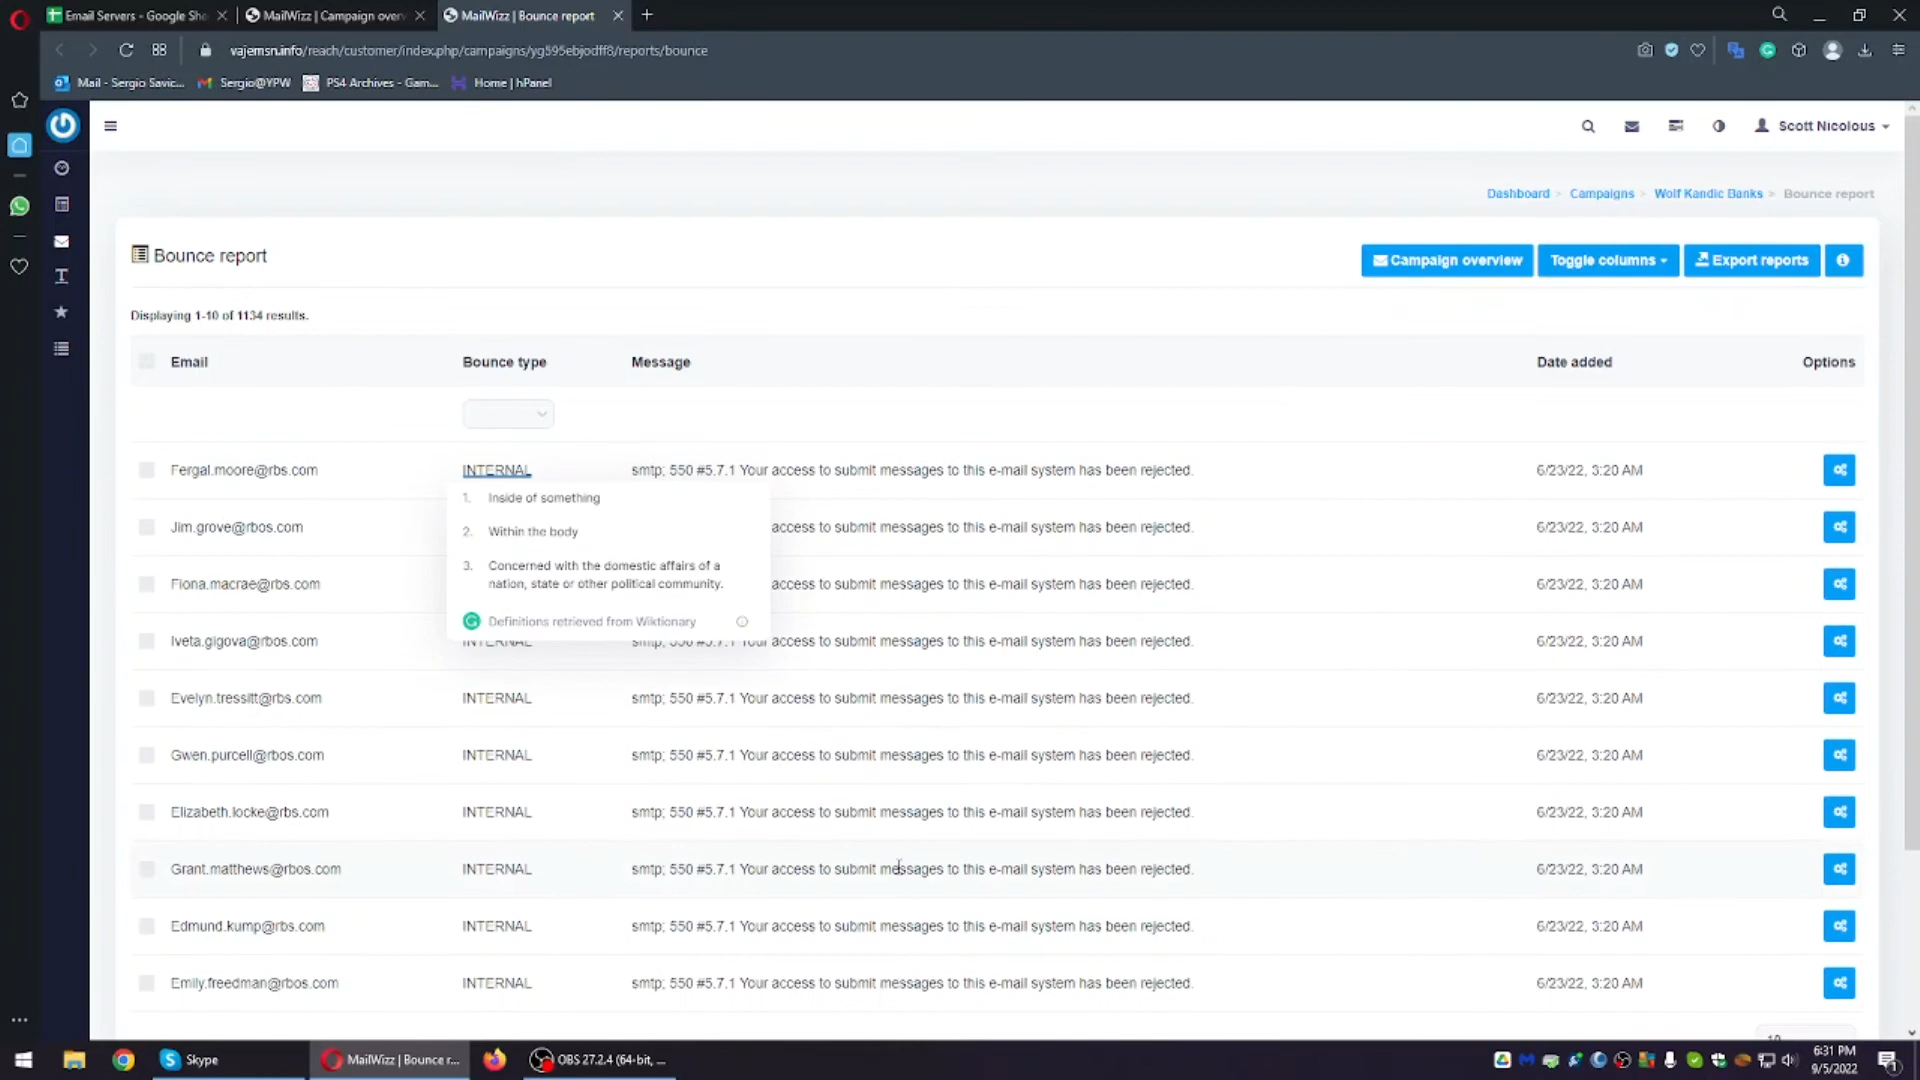 Email Servers - Google She
MailWizz | Campaign overv
MailWizz | Bounce report
vajemsn.info/reach/customer/index.php/campaigns/yg595ebjodff8/reports/bounce
Mail - Sergio Savic...
Sergio@YPW
PS4 Archives - Gam...
Home | hPanel
Scott Nicolous
Dashboard > Campaigns > Wolf Kandic Banks > Bounce report
Bounce report
Campaign overview
Toggle columns
Export reports
Displaying 1-10 of 1134 results.
Email Bounce type Message Date added Options
Fergal.moore@rbs.com INTERNAL smtp; 550 #5.7.1 Your access to submit messages to this e-mail system has been rejected. 6/23/22, 3:20 AM
1. Inside of something
Jim.grove@rbos.com access to submit messages to this e-mail system has been rejected. 6/23/22, 3:20 AM
2. Within the body
3. Concerned with the domestic affairs of a
nation, state or other political community.
Fiona.macrae@rbs.com access to submit messages to this e-mail system has been rejected. 6/23/22, 3:20 AM
Definitions retrieved from Wiktionary
Iveta.gigova@rbs.com INTERNAL smtp; 550 #5.7.1 Your access to submit messages to this e-mail system has been rejected. 6/23/22, 3:20 AM
Evelyn.tressitt@rbs.com INTERNAL smtp; 550 #5.7.1 Your access to submit messages to this e-mail system has been rejected. 6/23/22, 3:20 AM
Gwen.purcell@rbos.com INTERNAL smtp; 550 #5.7.1 Your access to submit messages to this e-mail system has been rejected. 6/23/22, 3:20 AM
Elizabeth.locke@rbs.com INTERNAL smtp; 550 #5.7.1 Your access to submit messages to this e-mail system has been rejected. 6/23/22, 3:20 AM
Grant.matthews@rbos.com INTERNAL smtp; 550 #5.7.1 Your access to submit messages to this e-mail system has been rejected. 6/23/22, 3:20 AM
Edmund.kump@rbs.com INTERNAL smtp; 550 #5.7.1 Your access to submit messages to this e-mail system has been rejected. 6/23/22, 3:20 AM
Emily.freedman@rbos.com INTERNAL smtp; 550 #5.7.1 Your access to submit messages to this e-mail system has been rejected. 6/23/22, 3:20 AM
10
Skype
MailWizz | Bounce r...
OBS 27.2.4 (64-bit, ...
6:31 PM
9/5/2022